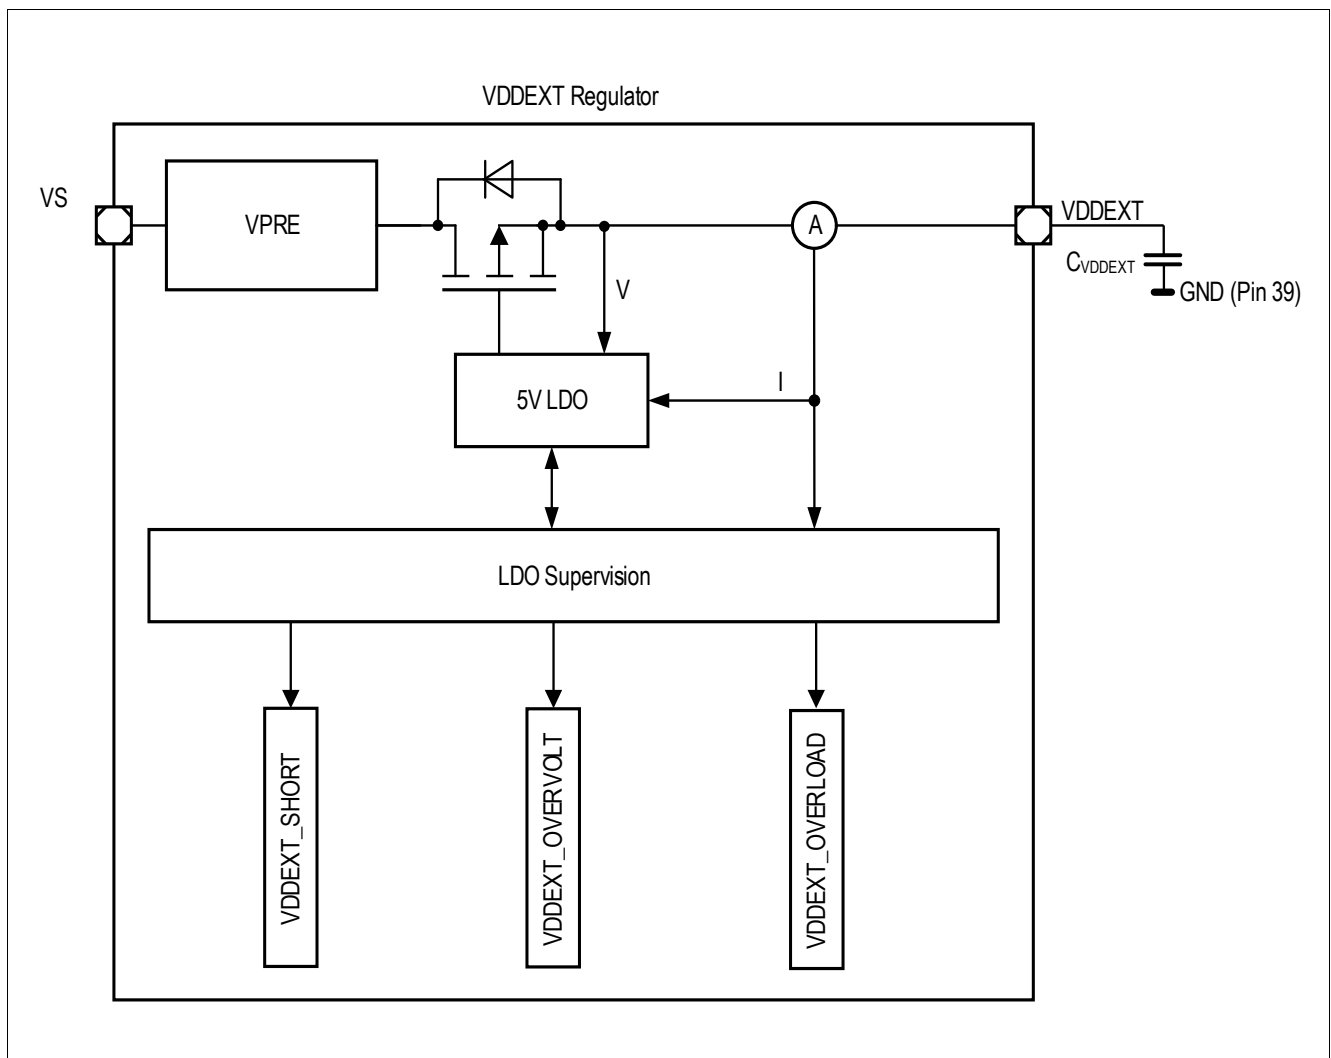 VDDEXT Regulator
VS
VPRE
VDDEXT
A
CVDDEXT
GND (Pin 39)
V
I
5V LDO
LDO Supervision
VDDEXT_SHORT
VDDEXT_OVERVOLT
VDDEXT_OVERLOAD